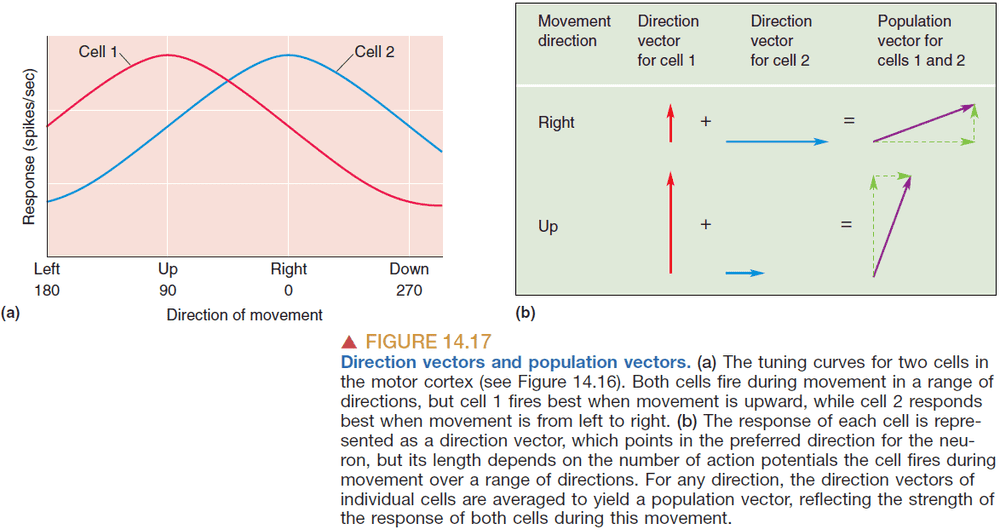 Cell 1
Cell 2
Response (spikes/sec)
Left Up Right Down
180 90 0 270
(a) Direction of movement
Movement direction
Direction vector for cell 1
Direction vector for cell 2
Population vector for cells 1 and 2
Right + =
Up + =
(b)
▲ FIGURE 14.17
Direction vectors and population vectors. (a) The tuning curves for two cells in
the motor cortex (see Figure 14.16). Both cells fire during movement in a range of
directions, but cell 1 fires best when movement is upward, while cell 2 responds
best when movement is from left to right. (b) The response of each cell is repre-
sented as a direction vector, which points in the preferred direction for the neu-
ron, but its length depends on the number of action potentials the cell fires during
movement over a range of directions. For any direction, the direction vectors of
individual cells are averaged to yield a population vector, reflecting the strength of
the response of both cells during this movement.